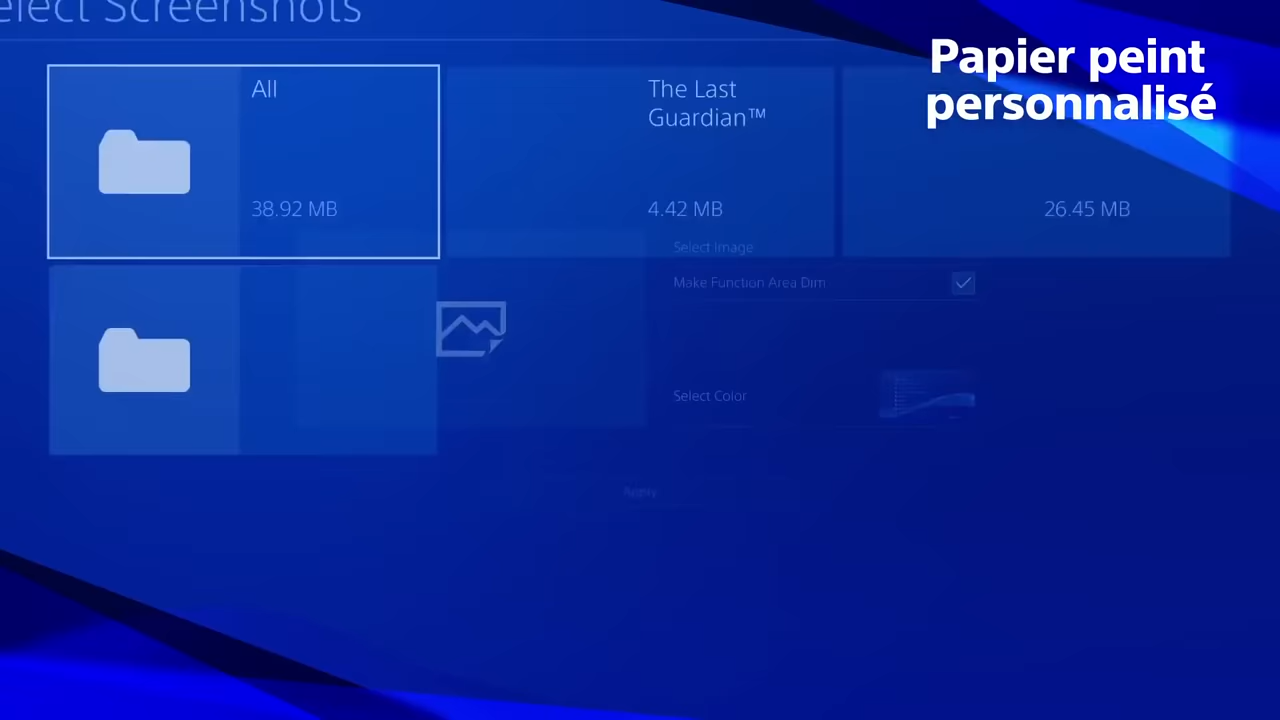 elect Screenshots
Papier peint
personnalisé
All
38.92 MB
The Last
Guardian™
4.42 MB
26.45 MB
Select Image
Make Function Area Dim
Select Color
Apply